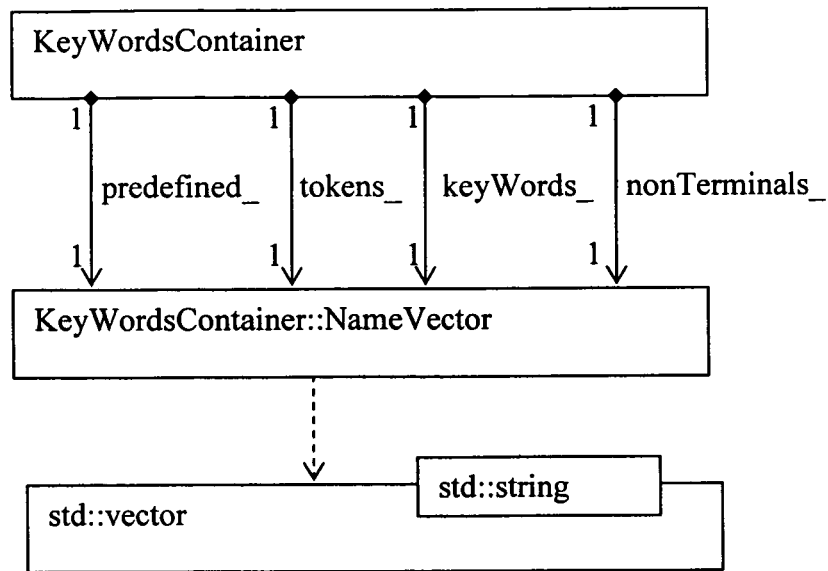 KeyWordsContainer
1 1 1 1
predefined_ tokens_ keyWords_ nonTerminals_
1 1 1 1
KeyWordsContainer::NameVector
std::string
std::vector